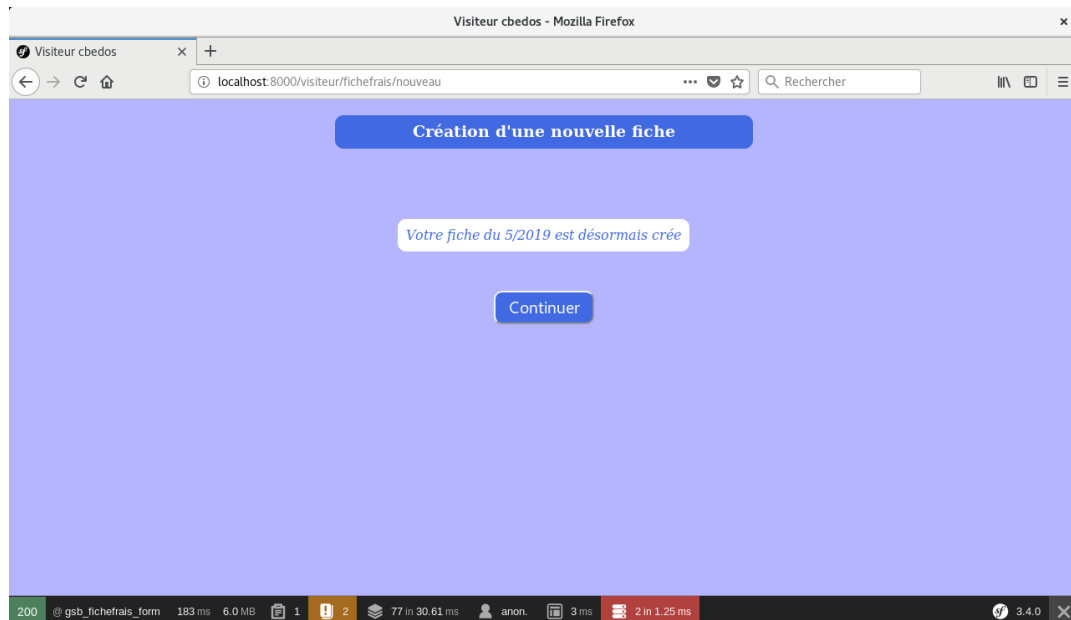 Visiteur cbedos - Mozilla Firefox
Visiteur cbedos
localhost:8000/visiteur/fichefrais/nouveau
Rechercher
Création d'une nouvelle fiche
Votre fiche du 5/2019 est désormais crée
Continuer
200 @ gsb_fichefrais_form 183 ms 6.0 MB 1 2 77 in 30.61 ms anon. 3 ms 2 in 1.25 ms sf 3.4.0